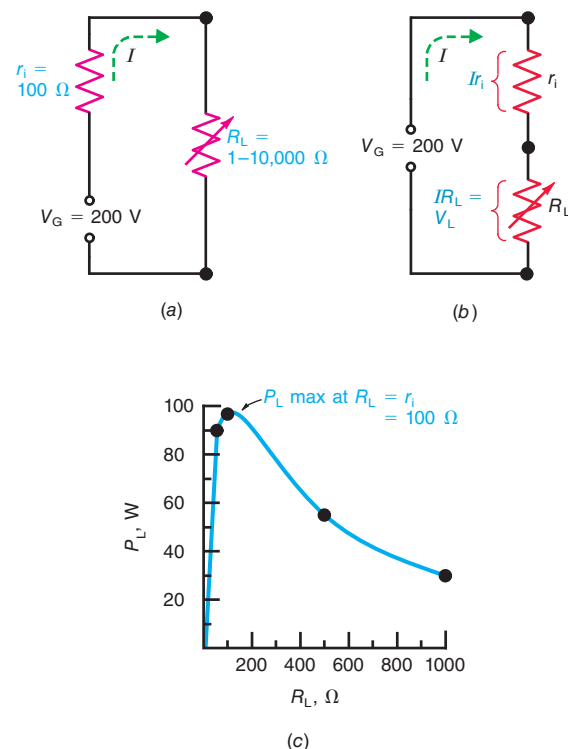 r_i =
100 Ω
I
R_L =
1–10,000 Ω
V_G = 200 V
(a)
I
Ir_i
r_i
V_G = 200 V
IR_L =
V_L
R_L
(b)
P_L max at R_L = r_i
= 100 Ω
100
80
60
40
20
P_L, W
200 400 600 800 1000
R_L, Ω
(c)